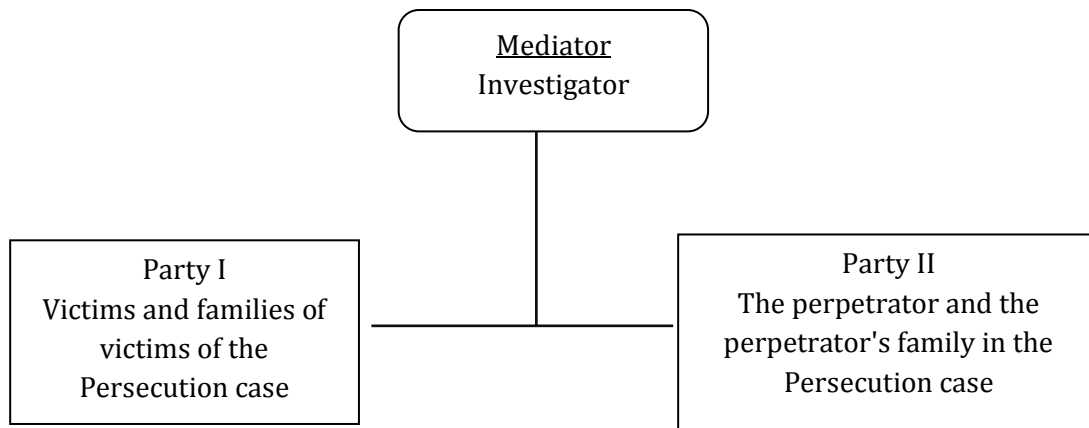 Mediator
Investigator
Party I
Victims and families of
victims of the
Persecution case
Party II
The perpetrator and the
perpetrator's family in the
Persecution case